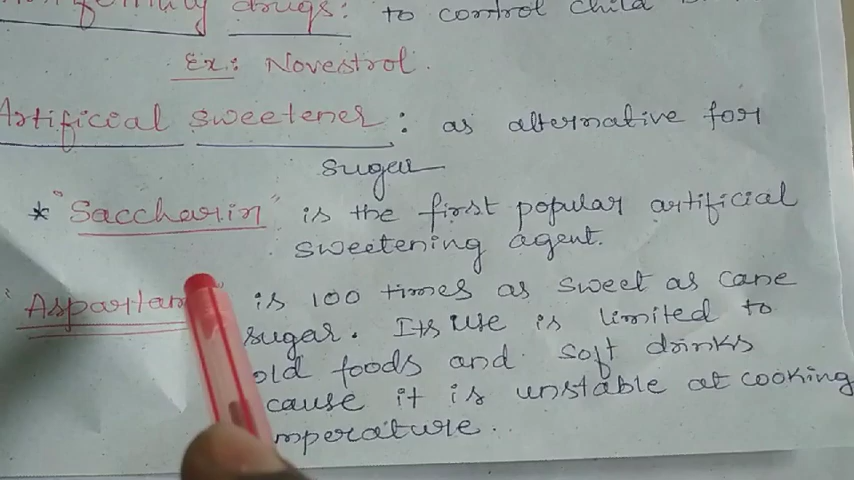 drugs: to control child
Ex: Novestrol.
Artificial sweetener: as alternative for
sugar
* "Saccharin" is the first popular artificial
sweetening agent.
"Aspartam" is 100 times as sweet as cane
sugar. Its use is limited to
old foods and soft drinks
cause it is unstable at cooking
mperature.